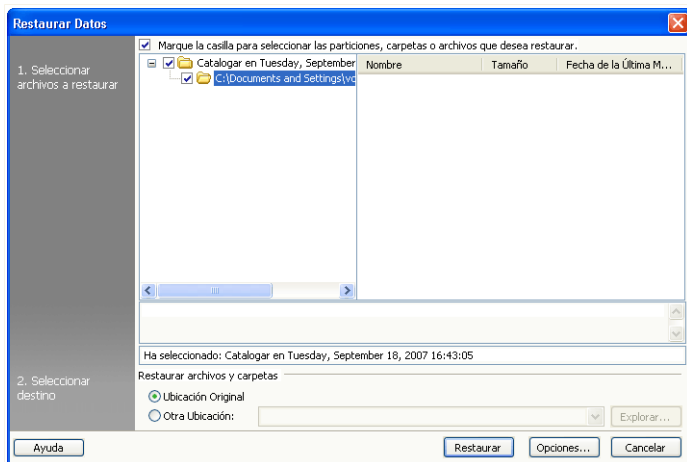 Restaurar Datos
1. Seleccionar archivos a restaurar
Marque la casilla para seleccionar las particiones, carpetas o archivos que desea restaurar.
Catalogar en Tuesday, September
C:\Documents and Settings\vc
Nombre Tamaño Fecha de la Última M...
Ha seleccionado: Catalogar en Tuesday, September 18, 2007 16:43:05
2. Seleccionar destino
Restaurar archivos y carpetas
Ubicación Original
Otra Ubicación: Explorar...
Ayuda Restaurar Opciones... Cancelar